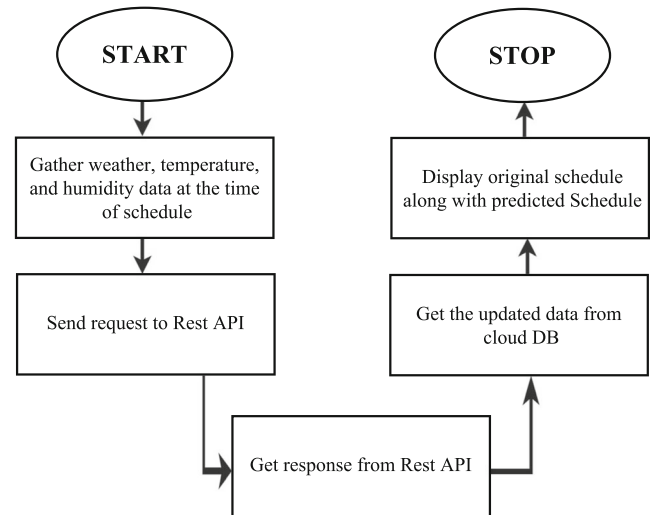 START
Gather weather, temperature,
and humidity data at the time
of schedule
Send request to Rest API
Get response from Rest API
Get the updated data from
cloud DB
Display original schedule
along with predicted Schedule
STOP